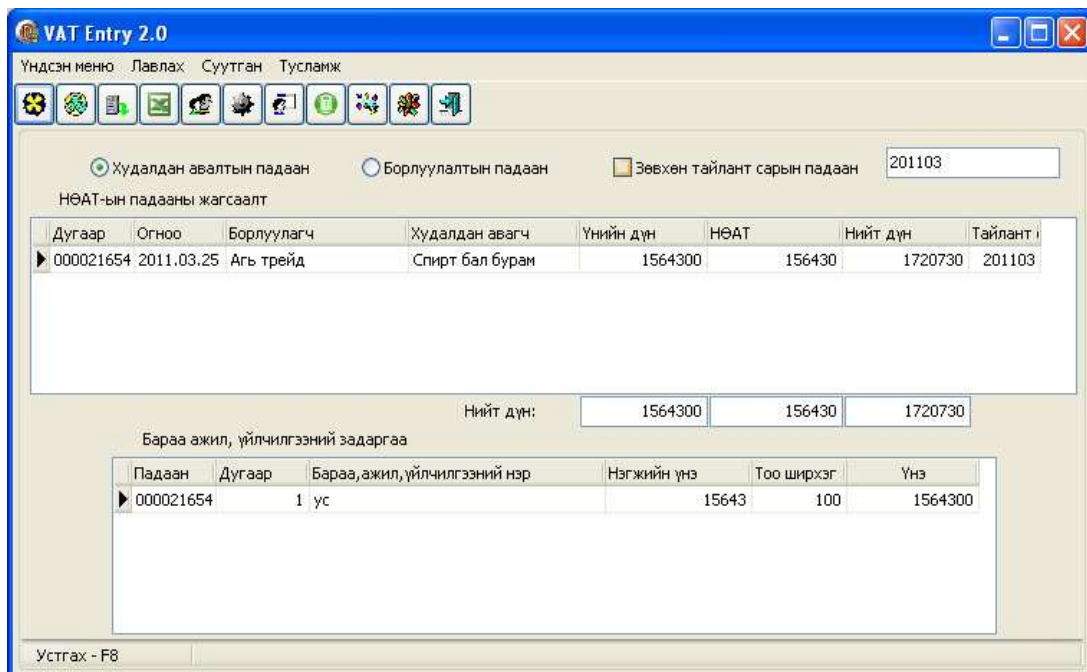 VAT Entry 2.0
Үндсэн меню Лавлах Суутган Тусламж
Худалдан авалтын падаан Борлуулалтын падаан Зөвхөн тайлант сарын падаан 201103
НӨАТ-ын падааны жагсаалт
Дугаар Огноо Борлуулагч Худалдан авагч Үнийн дүн НӨАТ Нийт дүн Тайлант
000021654 2011.03.25 Агь трейд Спирт бал бурам 1564300 156430 1720730 201103
Нийт дүн: 1564300 156430 1720730
Бараа ажил, үйлчилгээний задаргаа
Падаан Дугаар Бараа,ажил,үйлчилгээний нэр Нэгжийн үнэ Тоо ширхэг Үнэ
000021654 1 ус 15643 100 1564300
Устгах - F8